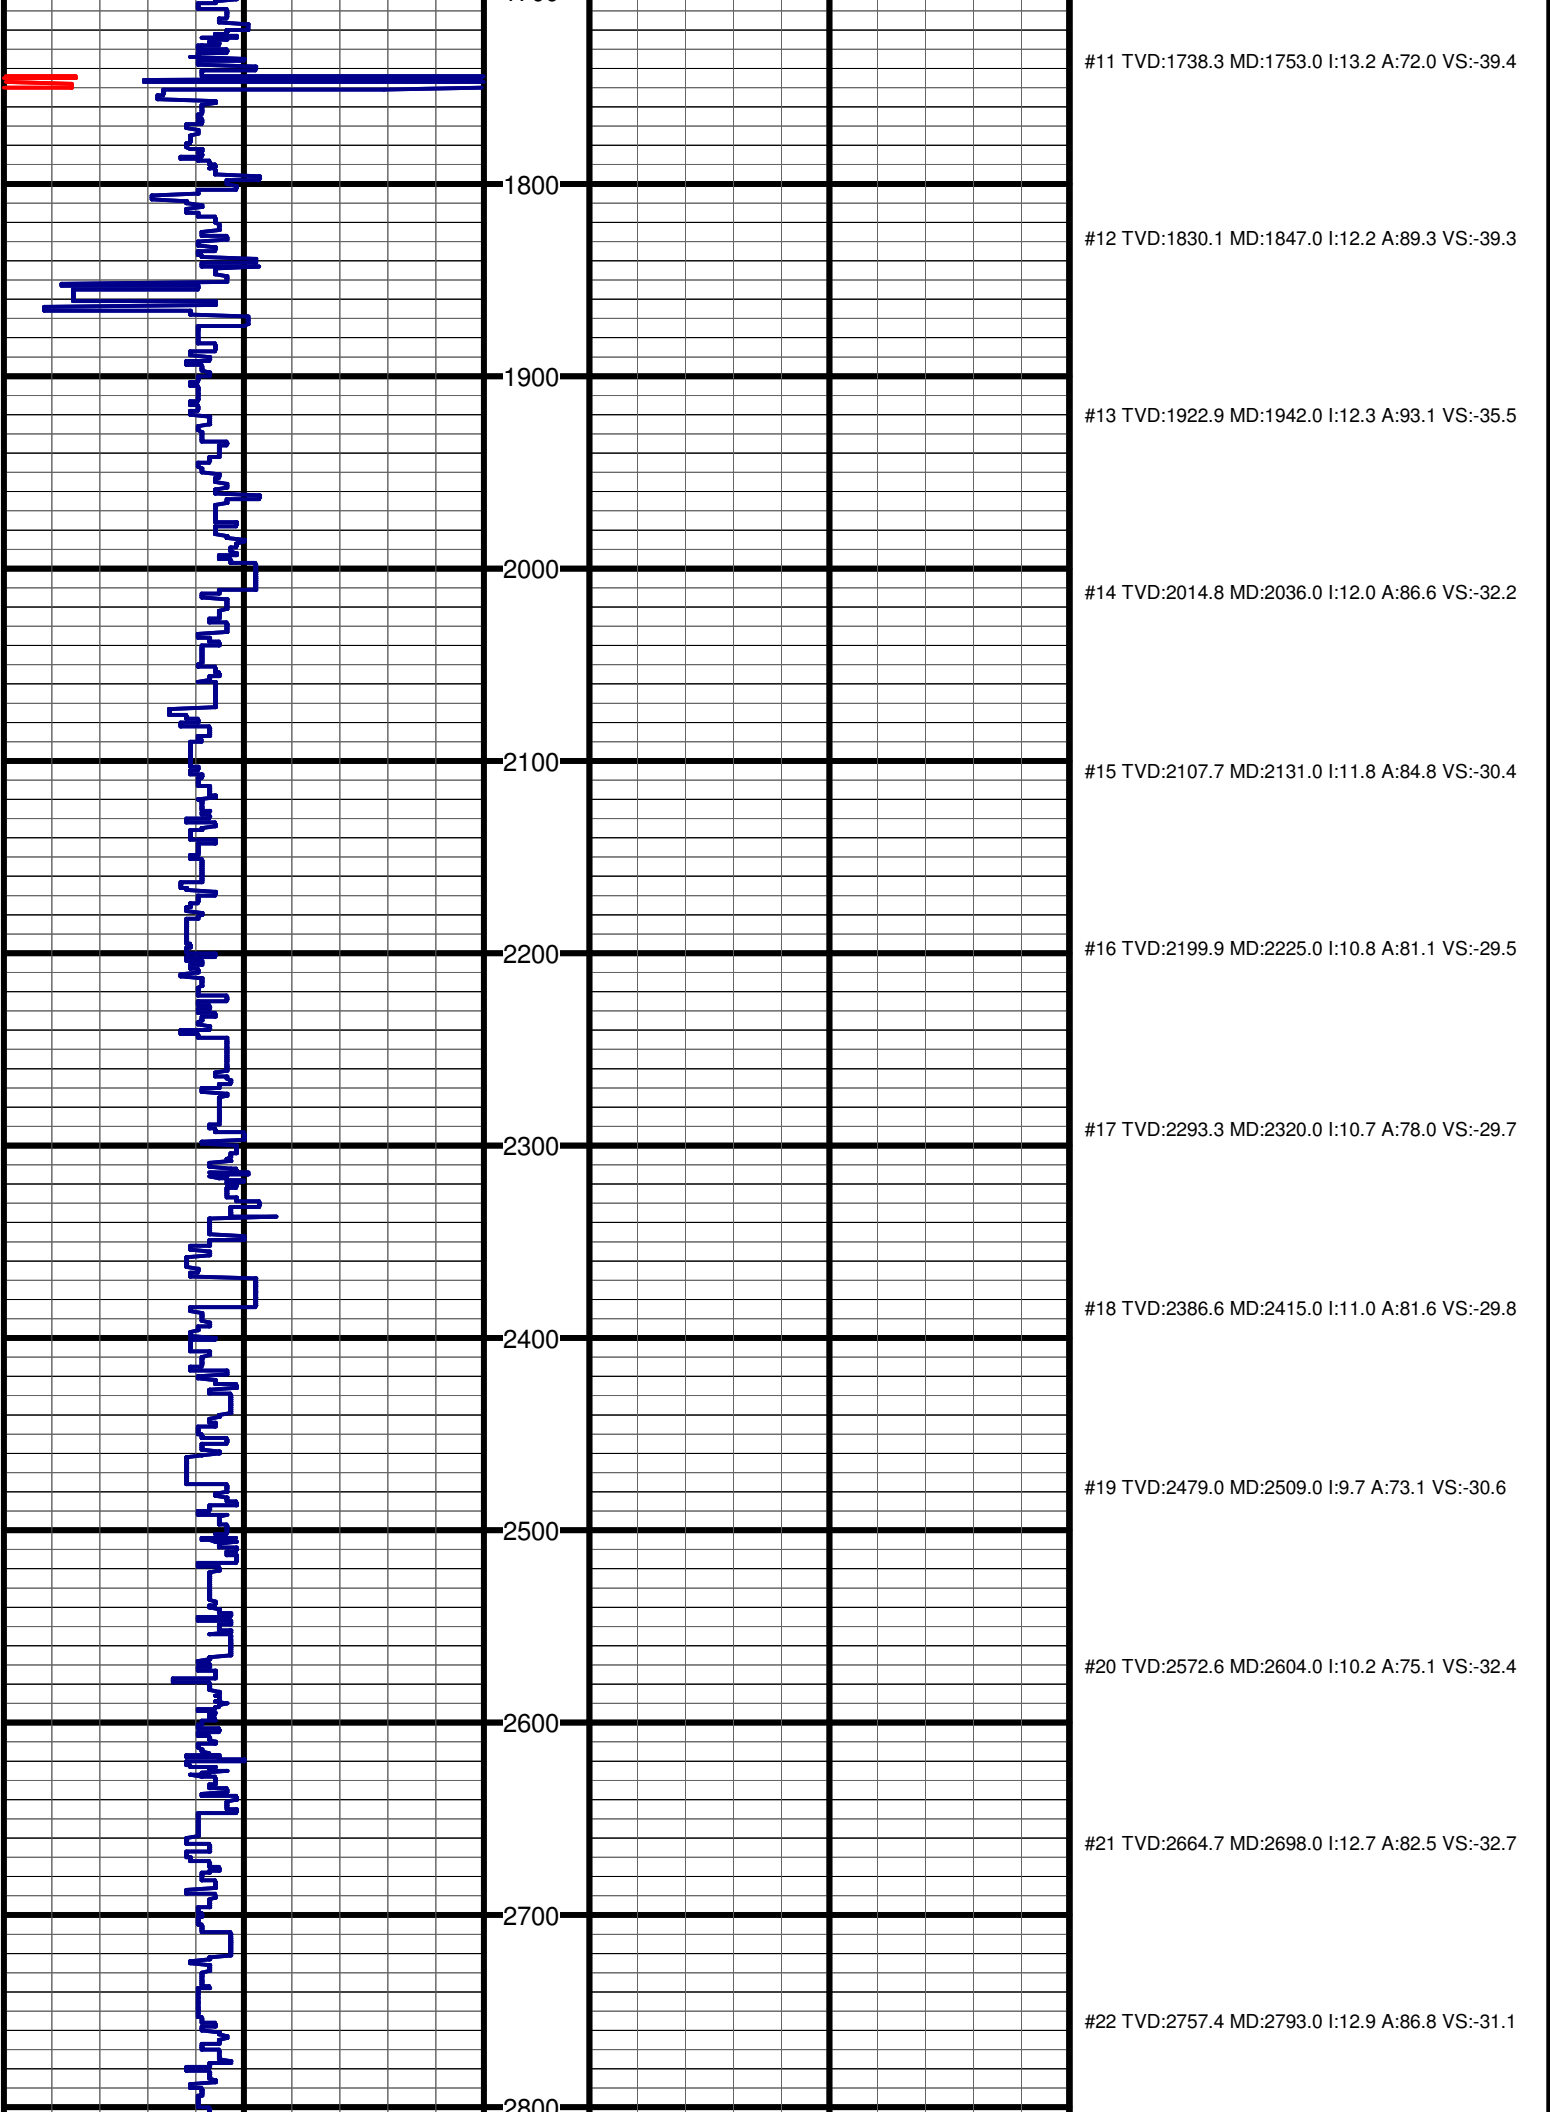 #11 TVD:1738.3 MD:1753.0 I:13.2 A:72.0 VS:-39.4
1800
#12 TVD:1830.1 MD:1847.0 I:12.2 A:89.3 VS:-39.3
1900
#13 TVD:1922.9 MD:1942.0 I:12.3 A:93.1 VS:-35.5
2000
#14 TVD:2014.8 MD:2036.0 I:12.0 A:86.6 VS:-32.2
2100
#15 TVD:2107.7 MD:2131.0 I:11.8 A:84.8 VS:-30.4
2200
#16 TVD:2199.9 MD:2225.0 I:10.8 A:81.1 VS:-29.5
2300
#17 TVD:2293.3 MD:2320.0 I:10.7 A:78.0 VS:-29.7
#18 TVD:2386.6 MD:2415.0 I:11.0 A:81.6 VS:-29.8
2400
#19 TVD:2479.0 MD:2509.0 I:9.7 A:73.1 VS:-30.6
2500
#20 TVD:2572.6 MD:2604.0 I:10.2 A:75.1 VS:-32.4
2600
#21 TVD:2664.7 MD:2698.0 I:12.7 A:82.5 VS:-32.7
2700
#22 TVD:2757.4 MD:2793.0 I:12.9 A:86.8 VS:-31.1
2800